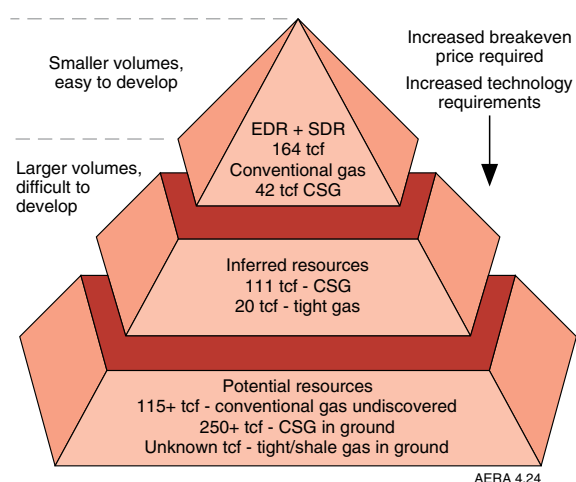 Smaller volumes,
easy to develop
Increased breakeven
price required
Increased technology
requirements
Larger volumes,
difficult to
develop
EDR + SDR
164 tcf
Conventional gas
42 tcf CSG
Inferred resources
111 tcf - CSG
20 tcf - tight gas
Potential resources
115+ tcf - conventional gas undiscovered
250+ tcf - CSG in ground
Unknown tcf - tight/shale gas in ground
AERA 4.24